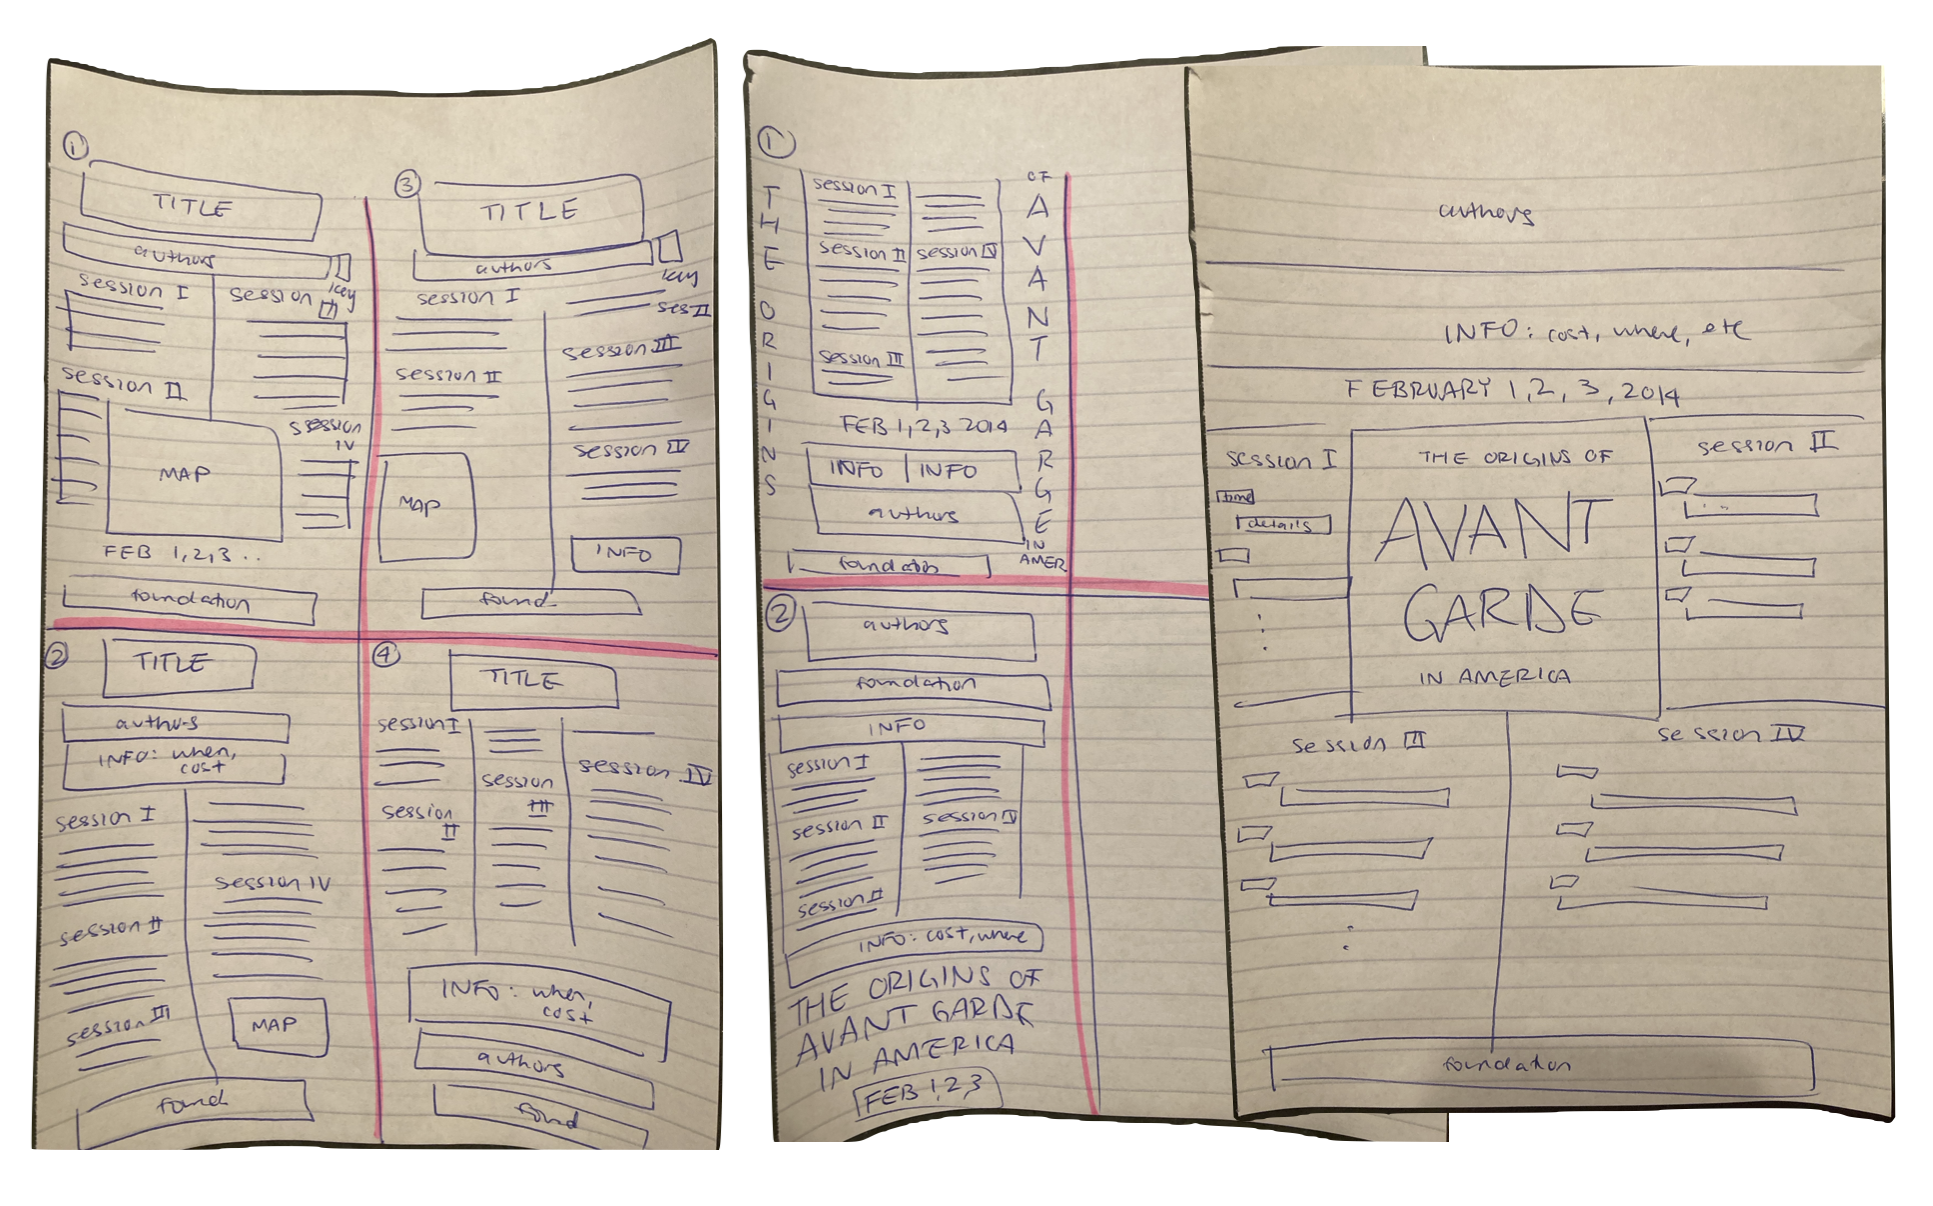 1
TITLE
authors
key
session I
session III
session II
session IV
MAP
FEB 1,2,3 ..
foundation
3
TITLE
authors
key
session I
ses II
session III
session II
session IV
MAP
INFO
found
2
TITLE
authors
INFO: when,
cost
session I
session IV
session II
session III
MAP
found
4
TITLE
session I
session
III
session IV
session
II
INFO: when,
cost
authors
found
1
THE ORIGINS
session I
session II
session IV
session III
OF
AVANT GARGE
IN
AMER
FEB 1,2,3 2014
INFO | INFO
authors
2
authors
foundation
INFO
session I
session II
session IV
session II
INFO: cost, where
THE ORIGINS OF
AVANT GARDE
IN AMERICA
FEB 1,2,3
authors
INFO: cost, where, etc
FEBRUARY 1, 2, 3, 2014
session I
time
details
THE ORIGINS OF
AVANT
GARDE
IN AMERICA
session II
session III
session IV
foundation